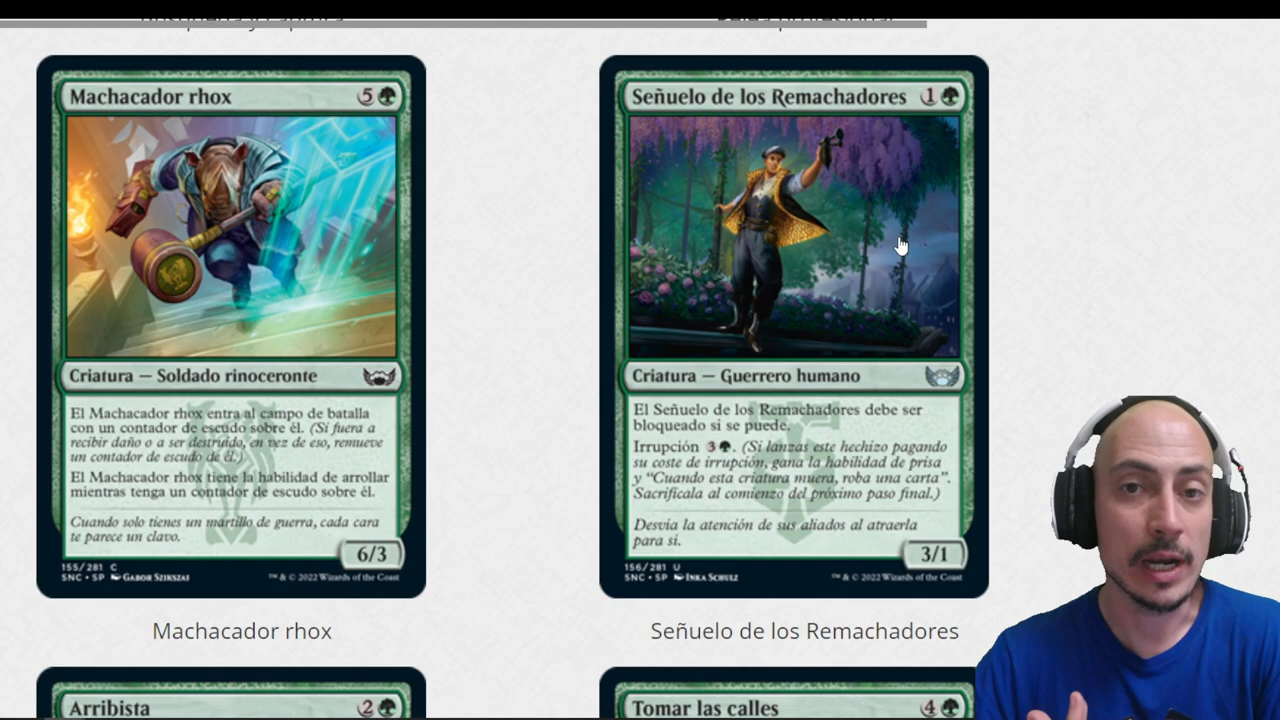 Machacador rhox 5
Criatura — Soldado rinoceronte
El Machacador rhox entra al campo de batalla
con un contador de escudo sobre él. (Si fuera a
recibir daño o a ser destruido, en vez de eso, remueve
un contador de escudo de él.)
El Machacador rhox tiene la habilidad de arrollar
mientras tenga un contador de escudo sobre él.
Cuando solo tienes un martillo de guerra, cada cara
te parece un clavo.
6/3
155/281 C
SNC • SP Gabor Szikszai ™ & © 2022 Wizards of the Coast
Machacador rhox
Señuelo de los Remachadores 1
Criatura — Guerrero humano
El Señuelo de los Remachadores debe ser
bloqueado si se puede.
Irrupción 3. (Si lanzas este hechizo pagando
su coste de irrupción, gana la habilidad de prisa
y “Cuando esta criatura muera, roba una carta”.
Sacrifícala al comienzo del próximo paso final.)
Desvía la atención de sus aliados al atraerla
para sí.
3/1
156/281 U
SNC • SP Inka Schulz ™ & © 2022 Wizards of the Coast
Señuelo de los Remachadores
Arribista 2
Tomar las calles 4